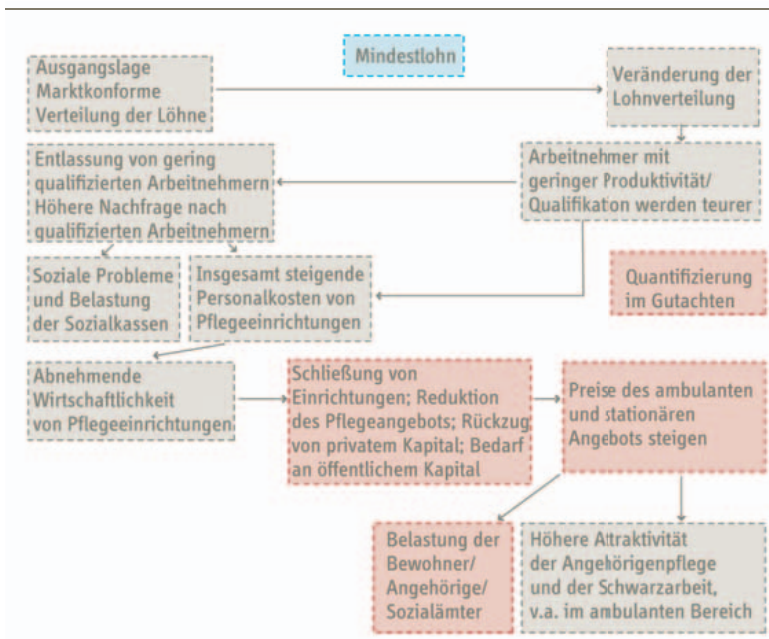 Mindestlohn
Ausgangslage
Marktkonforme
Verteilung der Löhne
Veränderung der
Lohnverteilung
Entlassung von gering
qualifizierten Arbeitnehmern
Höhere Nachfrage nach
qualifizierten Arbeitnehmern
Arbeitnehmer mit
geringer Produktivität/
Qualifikation werden teurer
Soziale Probleme
und Belastung
der Sozialkassen
Insgesamt steigende
Personalkosten von
Pflegeeinrichtungen
Quantifizierung
im Gutachten
Abnehmende
Wirtschaftlichkeit
von Pflegeeinrichtungen
Schließung von
Einrichtungen; Reduktion
des Pflegeangebots; Rückzug
von privatem Kapital; Bedarf
an öffentlichem Kapital
Preise des ambulanten
und stationären
Angebots steigen
Belastung der
Bewohner/
Angehörige/
Sozialämter
Höhere Attraktivität
der Angehörigenpflege
und der Schwarzarbeit,
v.a. im ambulanten Bereich